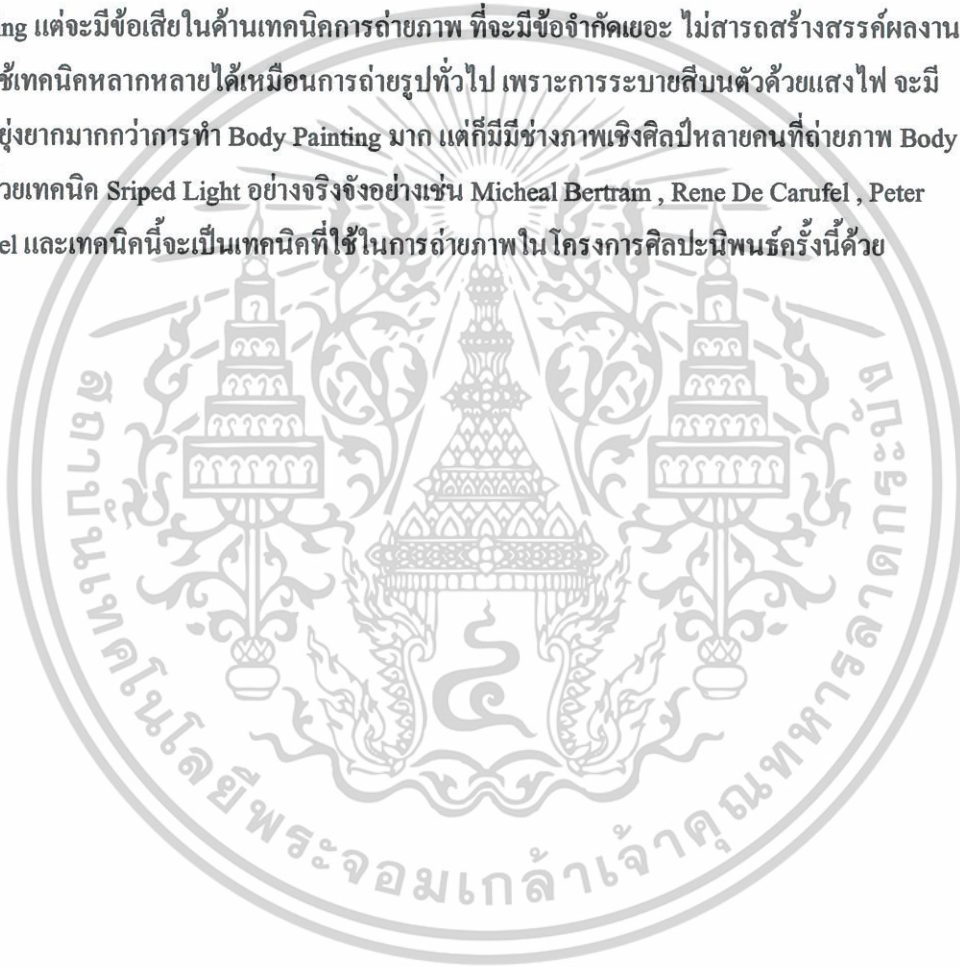 ng แต่จะมีข้อเสียในด้านเทคนิคการถ่ายภาพ ที่จะมีข้อจำกัดเยอะ ไม่สารถสร้างสรรค์ผลงาน
ช้เทคนิคหลากหลายได้เหมือนการถ่ายรูปทั่วไป เพราะการระบายสีบนตัวด้วยแสงไฟ จะมี
ยุ่งยากมากกว่าการทำ Body Painting มาก แต่ก็มีมีช่างภาพเชิงศิลป์หลายคนที่ถ่ายภาพ Body
วยเทคนิค Sriped Light อย่างจริงจังอย่างเช่น Micheal Bertram , Rene De Carufel , Peter
el และเทคนิคนี้จะเป็นเทคนิคที่ใช้ในการถ่ายภาพในโครงการศิลปะนิพนธ์ครั้งนี้ด้วย
สถาบันเทคโนโลยีพระจอมเกล้าเจ้าคุณทหารลาดกระบัง